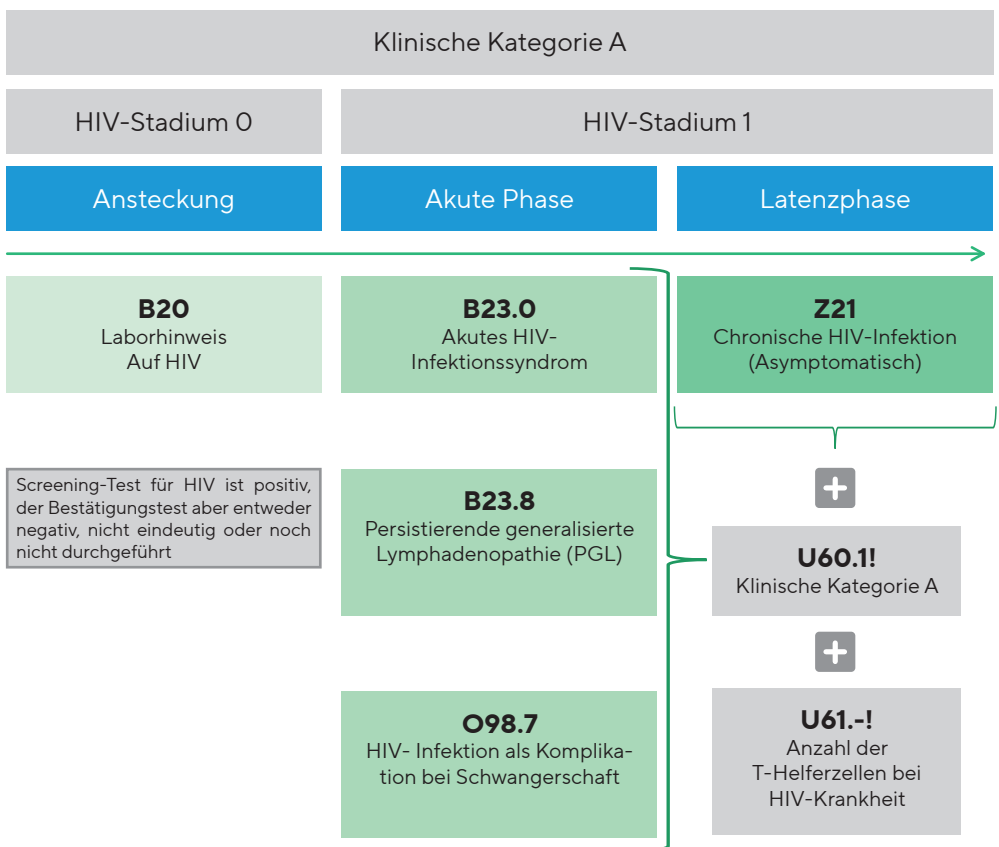 Klinische Kategorie A
HIV-Stadium 0
HIV-Stadium 1
Ansteckung
Akute Phase
Latenzphase
B20
Laborhinweis
Auf HIV
B23.0
Akutes HIV-
Infektionssyndrom
Z21
Chronische HIV-Infektion
(Asymptomatisch)
Screening-Test für HIV ist positiv,
der Bestätigungstest aber entweder
negativ, nicht eindeutig oder noch
nicht durchgeführt
B23.8
Persistierende generalisierte
Lymphadenopathie (PGL)
+
U60.1!
Klinische Kategorie A
+
O98.7
HIV- Infektion als Komplika-
tion bei Schwangerschaft
U61.-!
Anzahl der
T-Helferzellen bei
HIV-Krankheit